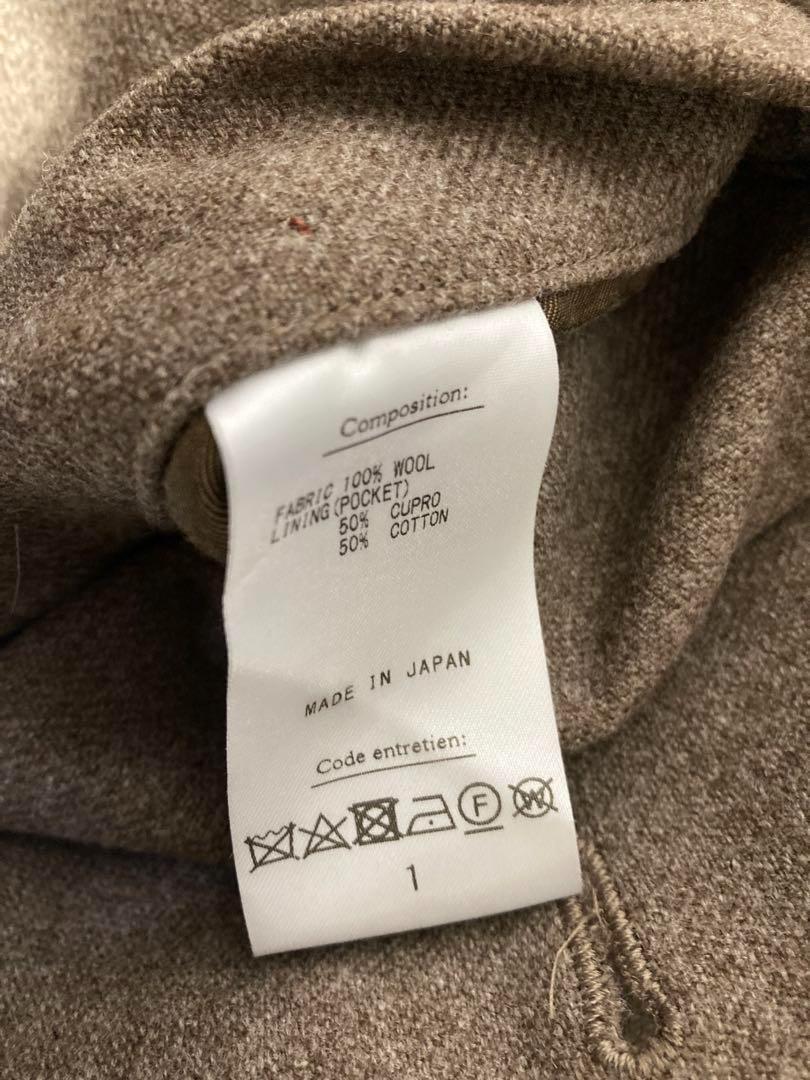 Composition:
FABRIC 100% WOOL
LINING(POCKET)
50% CUPRO
50% COTTON
MADE IN JAPAN
Code entretien:
F W
1